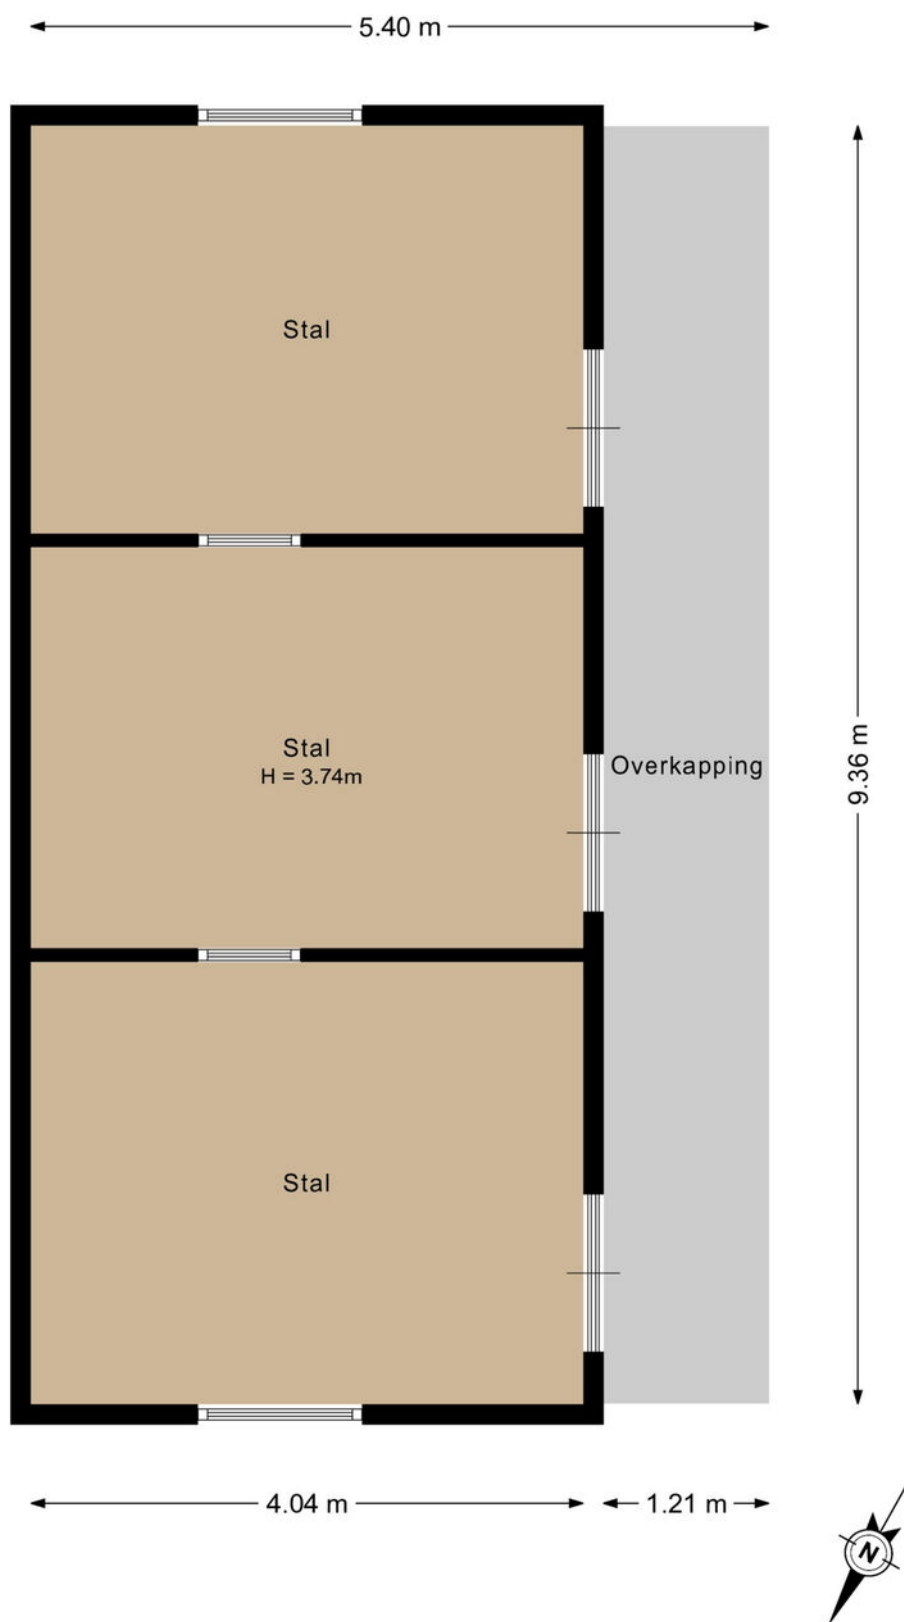 5.40 m
Stal
Stal
H = 3.74m
Overkapping
9.36 m
Stal
4.04 m
1.21 m
N